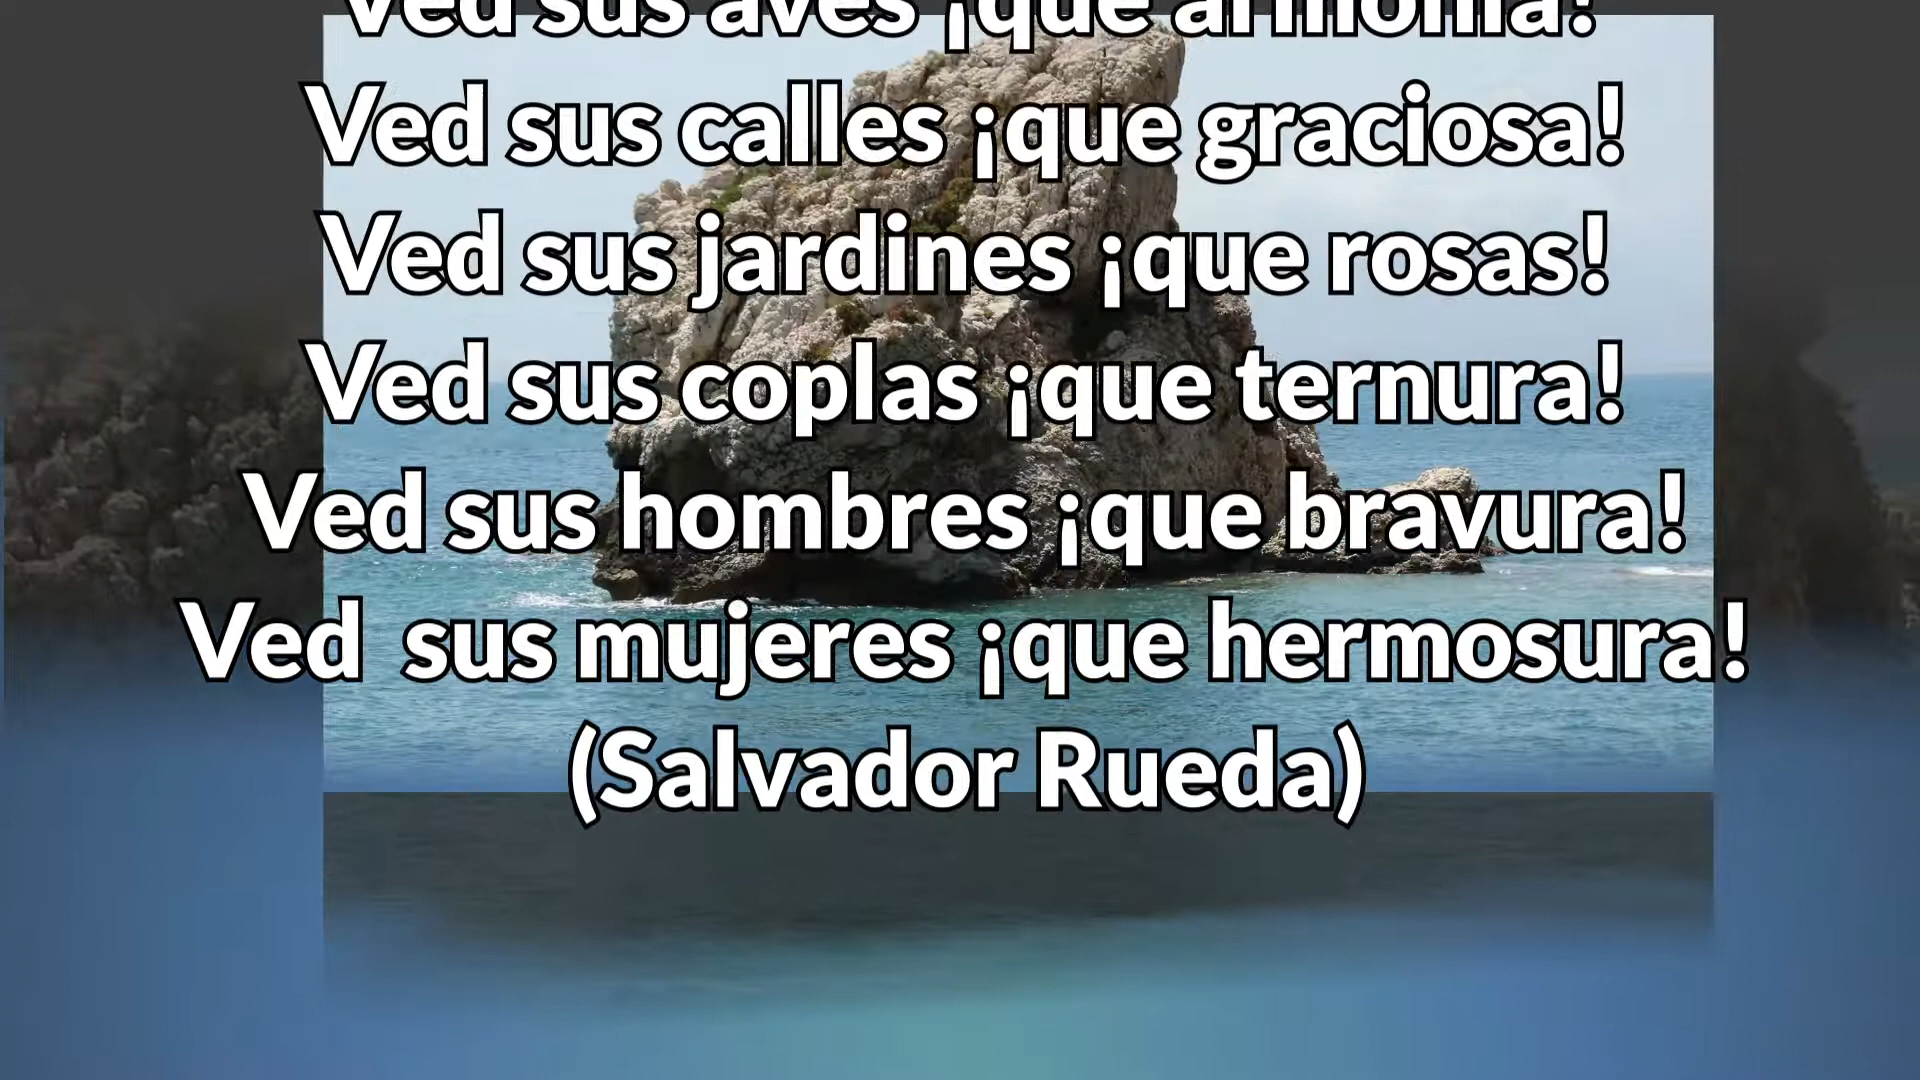 Ved sus aves ¡que armonia!
Ved sus calles ¡que graciosa!
Ved sus jardines ¡que rosas!
Ved sus coplas ¡que ternura!
Ved sus hombres ¡que bravura!
Ved  sus mujeres ¡que hermosura!
(Salvador Rueda)